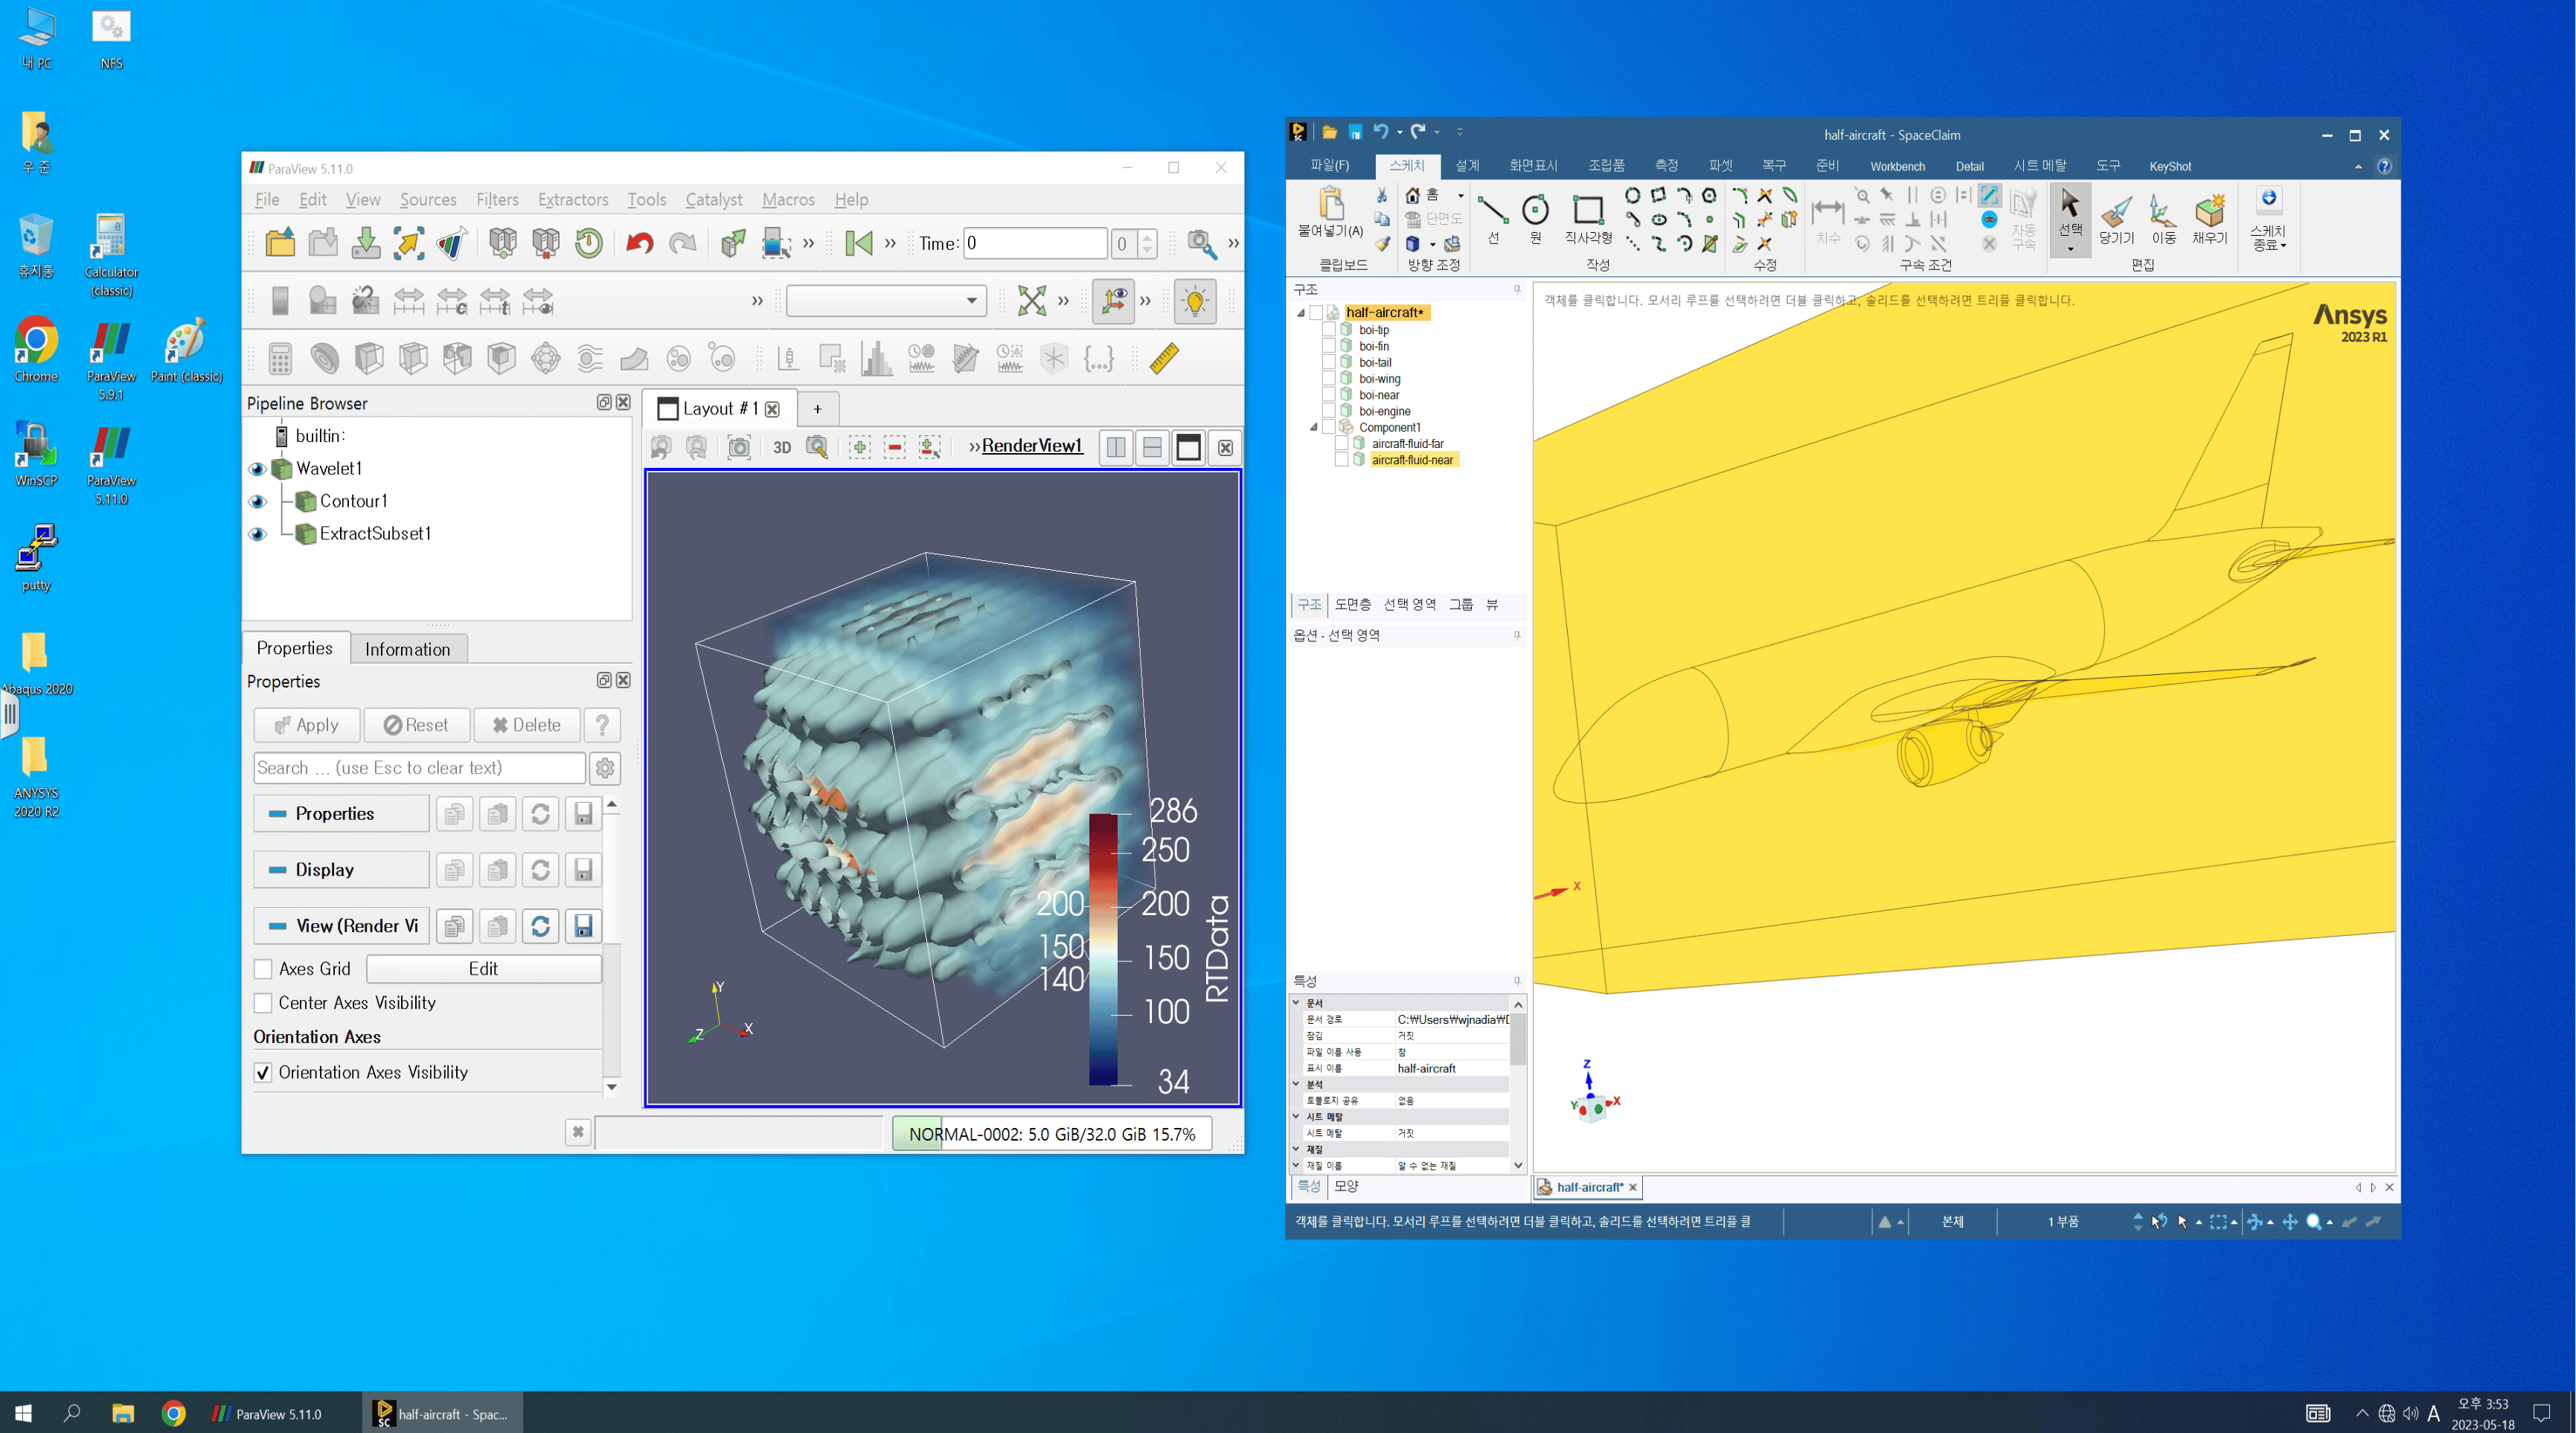 내 PC
NFS
우 준
휴지통
Calculator
(classic)
Chrome
ParaView
5.9.1
Paint (classic)
WinSCP
ParaView
5.11.0
putty
Abaqus 2020
ANYSYS
2020 R2
ParaView 5.11.0
File Edit View Sources Filters Extractors Tools Catalyst Macros Help
Time: 0 0
Pipeline Browser
builtin:
Wavelet1
Contour1
ExtractSubset1
Layout #1
+
3D
RenderView1
Properties Information
Properties
Apply Reset Delete ?
Search ... (use Esc to clear text)
Properties
Display
View (Render Vi
Axes Grid Edit
Center Axes Visibility
Orientation Axes
Orientation Axes Visibility
286
250
200 200
150 150
140
100
34
RTData
Y
Z X
NORMAL-0002: 5.0 GiB/32.0 GiB 15.7%
half-aircraft - SpaceClaim
파일(F) 스케치 설계 화면표시 조립품 측정 파셋 복구 준비 Workbench Detail 시트 메탈 도구 KeyShot
붙여넣기(A)
홈
단면도
선 원 직사각형
치수
자동
구속
선택 당기기 이동 채우기
스케치
종료
클립보드 방향 조정 작성 수정 구속 조건 편집
구조
half-aircraft*
boi-tip
boi-fin
boi-tail
boi-wing
boi-near
boi-engine
Component1
aircraft-fluid-far
aircraft-fluid-near
구조 도면층 선택 영역 그룹 뷰
옵션 - 선택 영역
특성
문서
문서 경로 C:₩Users₩wjnadia₩D
잠김 거짓
파일 이름 사용 참
표시 이름 half-aircraft
분석
토폴로지 공유 없음
시트 메탈
시트 메탈 거짓
재질
재질 이름 알 수 없는 재질
특성 모양
객체를 클릭합니다. 모서리 루프를 선택하려면 더블 클릭하고, 솔리드를 선택하려면 트리플 클릭합니다.
Ansys
2023 R1
X
Z
Y X
half-aircraft*
객체를 클릭합니다. 모서리 루프를 선택하려면 더블 클릭하고, 솔리드를 선택하려면 트리플 클
본체
1 부품
ParaView 5.11.0
half-aircraft - Spac...
A
오후 3:53
2023-05-18